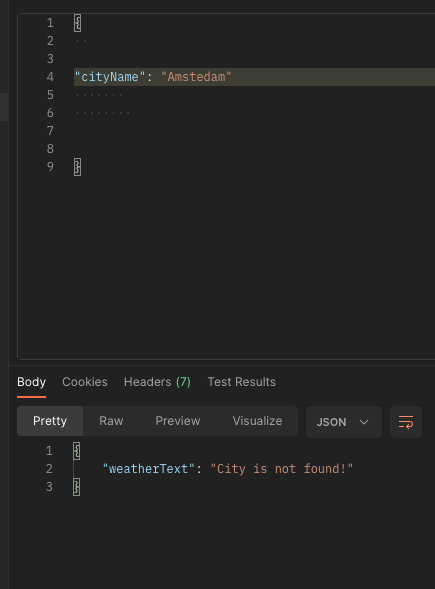 1 {
2
3
4 "cityName": "Amstedam"
5
6
7
8
9 }
Body Cookies Headers (7) Test Results
Pretty Raw Preview Visualize JSON
1 {
2 "weatherText": "City is not found!"
3 }